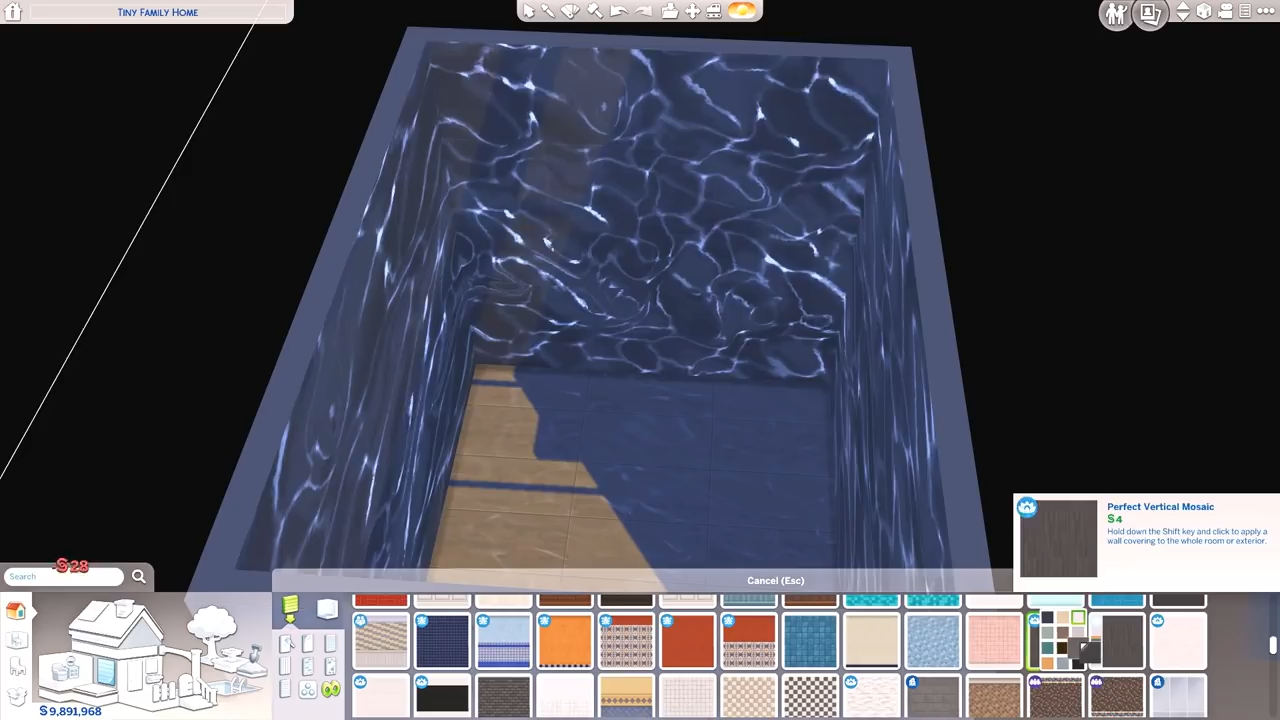 Tiny Family Home
Perfect Vertical Mosaic
§4
Hold down the Shift key and click to apply a
wall covering to the whole room or exterior.
§28
Search
Cancel (Esc)
§9,891,968